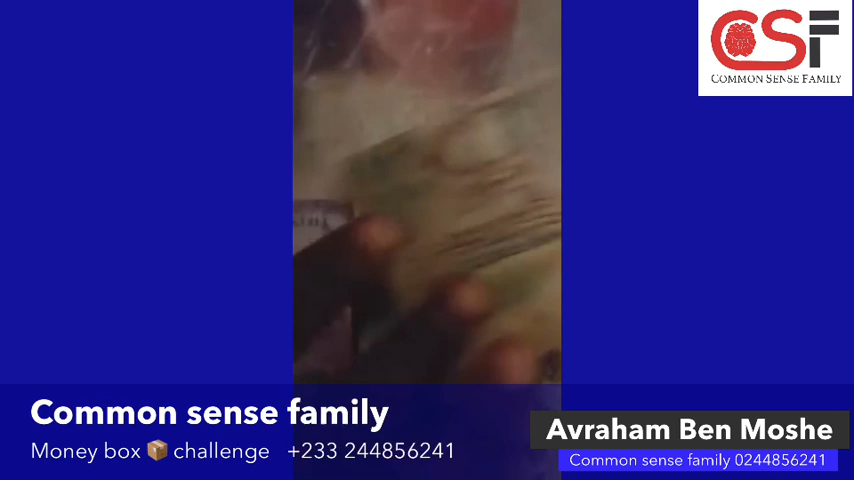 CSF
COMMON SENSE FAMILY
Common sense family
Money box 📦 challenge +233 244856241
Avraham Ben Moshe
Common sense family 0244856241